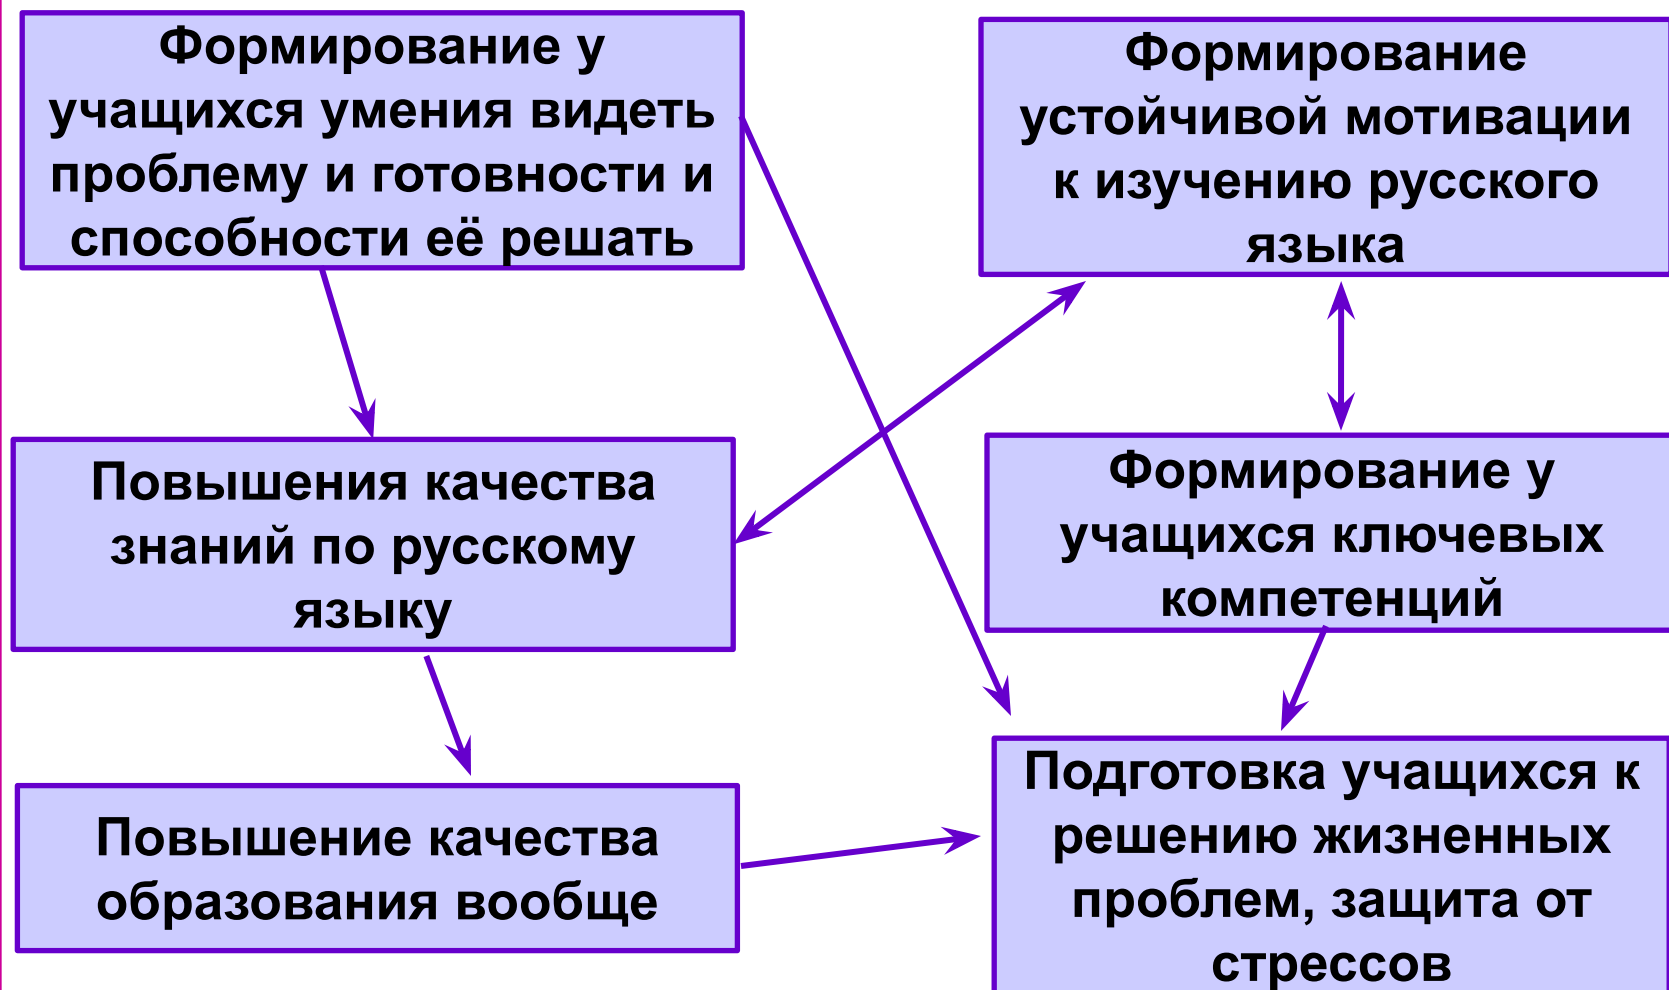 Формирование у
учащихся умения видеть
проблему и готовности и
способности её решать
Формирование
устойчивой мотивации
к изучению русского
языка
Повышения качества
знаний по русскому
языку
Формирование у
учащихся ключевых
компетенций
Повышение качества
образования вообще
Подготовка учащихся к
решению жизненных
проблем, защита от
стрессов